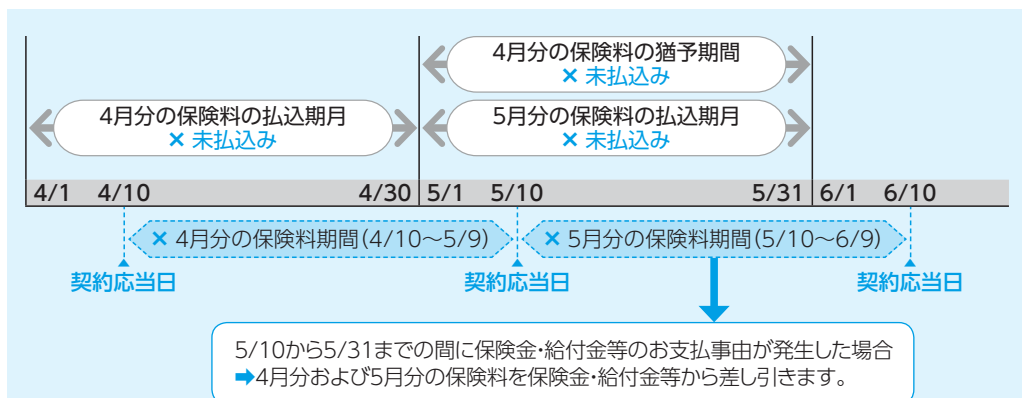 4月分の保険料の猶予期間
× 未払込み
4月分の保険料の払込期月
× 未払込み
5月分の保険料の払込期月
× 未払込み
4/1 4/10 4/30 5/1 5/10 5/31 6/1 6/10
× 4月分の保険料期間(4/10～5/9) × 5月分の保険料期間(5/10～6/9)
契約応当日 契約応当日 契約応当日
5/10から5/31までの間に保険金・給付金等のお支払事由が発生した場合
➡4月分および5月分の保険料を保険金・給付金等から差し引きます。